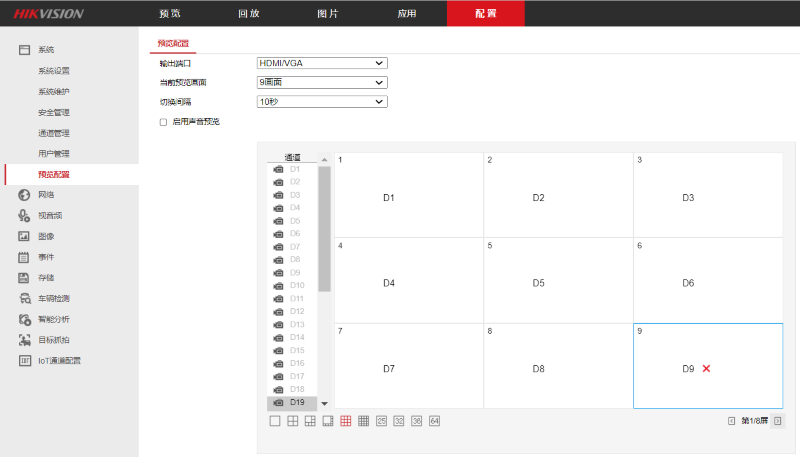 HIKVISION 预览 回放 图片 应用 配置
系统
系统设置
系统维护
安全管理
通道管理
用户管理
预览配置
网络
视音频
图像
事件
存储
车辆检测
智能分析
目标抓拍
IoT通道配置
预览配置
输出端口 HDMI/VGA
当前预览画面 9画面
切换间隔 10秒
启用声音预览
通道
D1
D2
D3
D4
D5
D6
D7
D8
D9
D10
D11
D12
D13
D14
D15
D16
D17
D18
D19
1 2 3
D1 D2 D3
4 5 6
D4 D5 D6
7 8 9
D7 D8 D9
25 32 36 64 第1/8屏